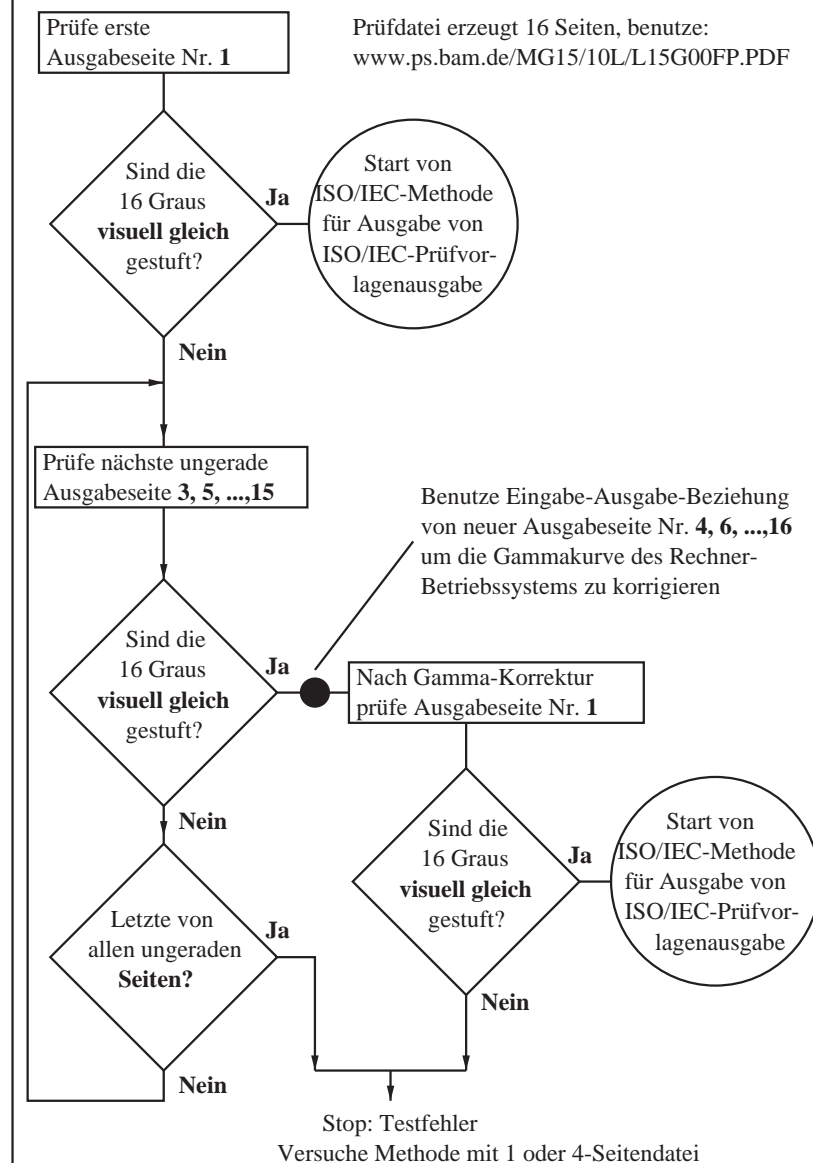 Prüfe erste
Ausgabeseite Nr. 1
Prüfdatei erzeugt 16 Seiten, benutze:
www.ps.bam.de/MG15/10L/L15G00FP.PDF
Sind die
16 Graus
visuell gleich
gestuft?
Ja
Start von
ISO/IEC-Methode
für Ausgabe von
ISO/IEC-Prüfvor-
lagenausgabe
Nein
Prüfe nächste ungerade
Ausgabeseite 3, 5, ...,15
Benutze Eingabe-Ausgabe-Beziehung
von neuer Ausgabeseite Nr. 4, 6, ...,16
um die Gammakurve des Rechner-
Betriebssystems zu korrigieren
Sind die
16 Graus
visuell gleich
gestuft?
Ja
Nach Gamma-Korrektur
prüfe Ausgabeseite Nr. 1
Nein
Sind die
16 Graus
visuell gleich
gestuft?
Ja
Start von
ISO/IEC-Methode
für Ausgabe von
ISO/IEC-Prüfvor-
lagenausgabe
Letzte von
allen ungeraden
Seiten?
Ja
Nein
Nein
Stop: Testfehler
Versuche Methode mit 1 oder 4-Seitendatei